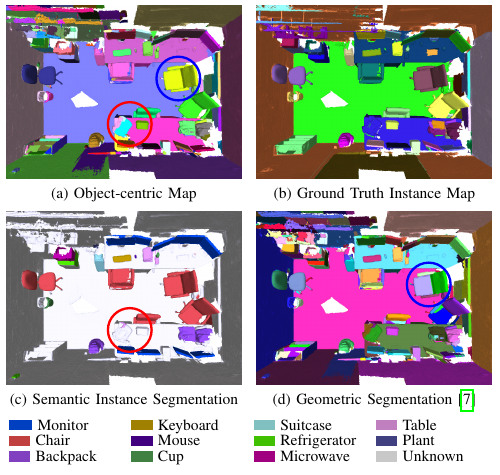 (a) Object-centric Map
(b) Ground Truth Instance Map
(c) Semantic Instance Segmentation
(d) Geometric Segmentation [7]
Monitor
Keyboard
Suitcase
Table
Chair
Mouse
Refrigerator
Plant
Backpack
Cup
Microwave
Unknown